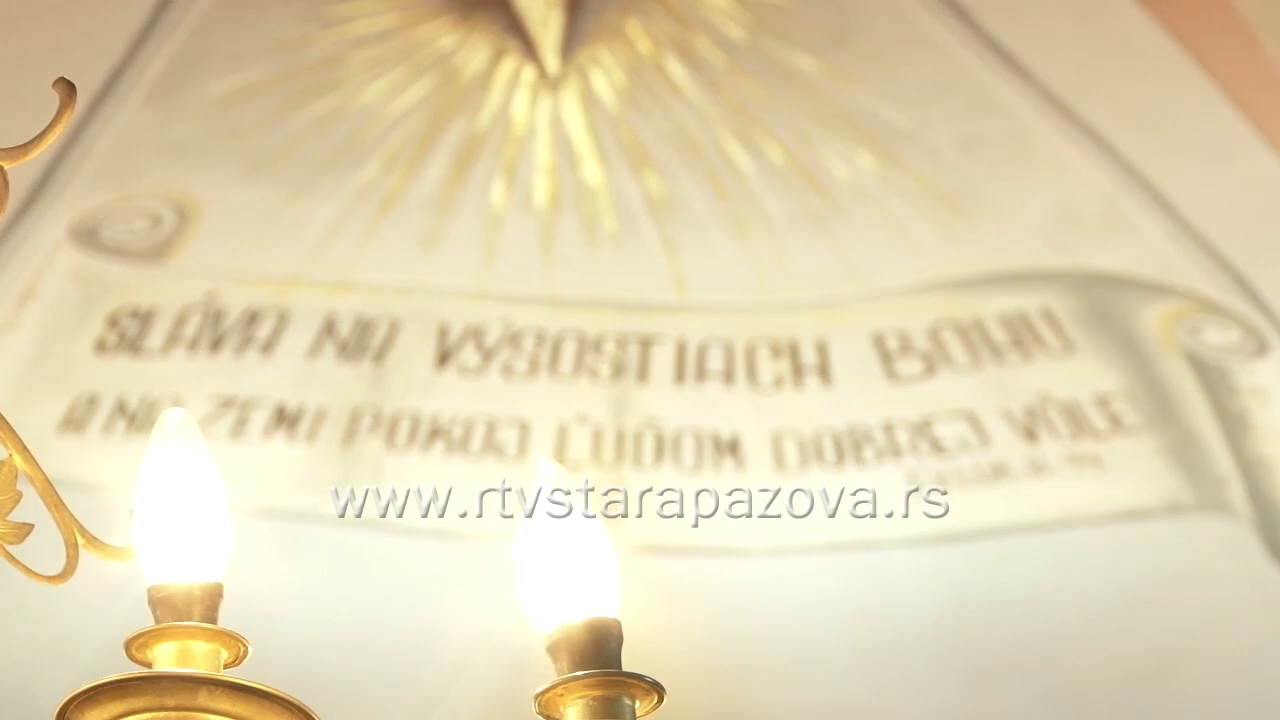 SLÁVA NA VÝSOSTIACH BOHU
A NA ZEMI POKOJ ĽUĎOM DOBREJ VÔLE
www.rtvstarapazova.rs